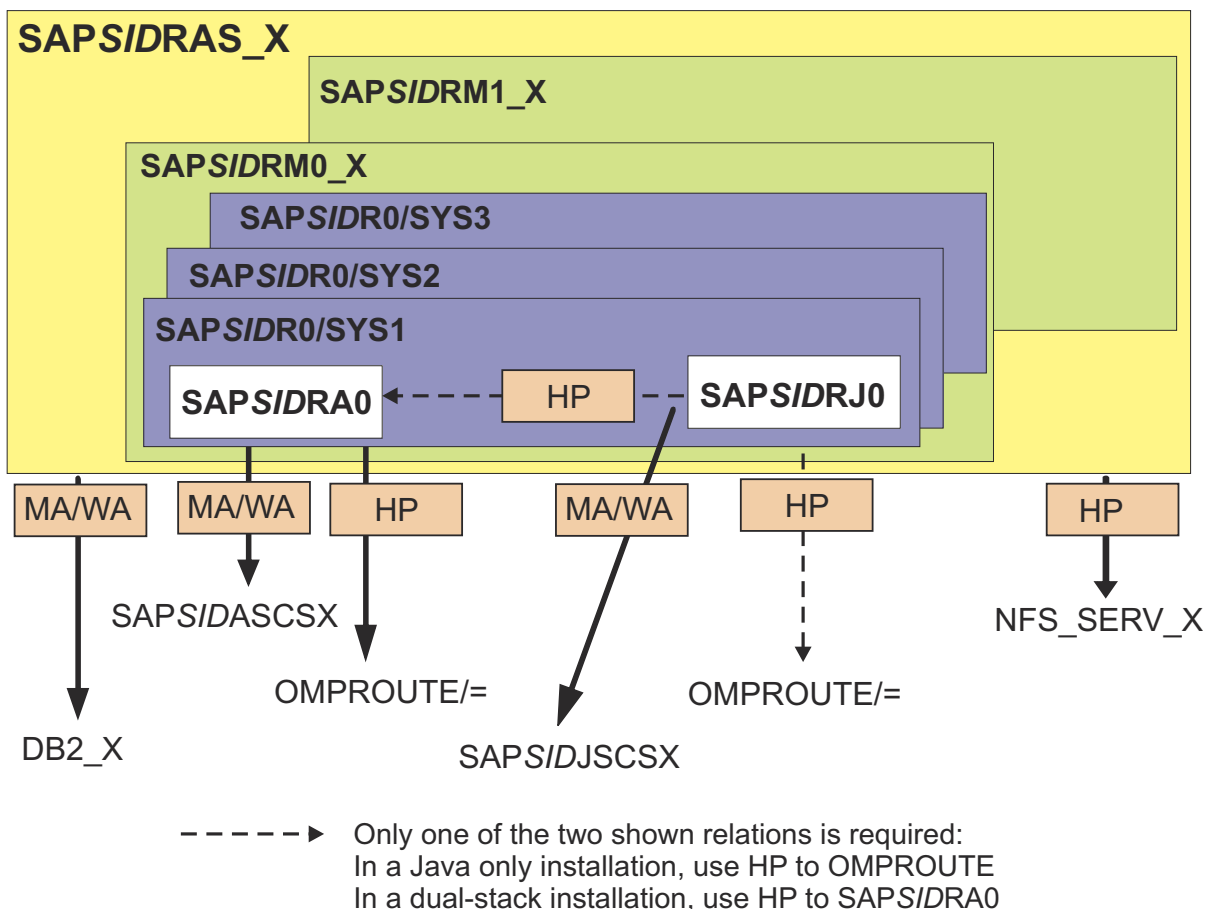 SAPSIDRAS_X
SAPSIDRM1_X
SAPSIDRM0_X
SAPSIDR0/SYS3
SAPSIDR0/SYS2
SAPSIDR0/SYS1
SAPSIDRA0
HP
SAPSIDRJ0
MA/WA
MA/WA
HP
MA/WA
HP
HP
SAPSIDASCSX
NFS_SERV_X
OMPROUTE/=
OMPROUTE/=
DB2_X
SAPSIDJSCSX
Only one of the two shown relations is required:
In a Java only installation, use HP to OMPROUTE
In a dual-stack installation, use HP to SAPSIDRA0